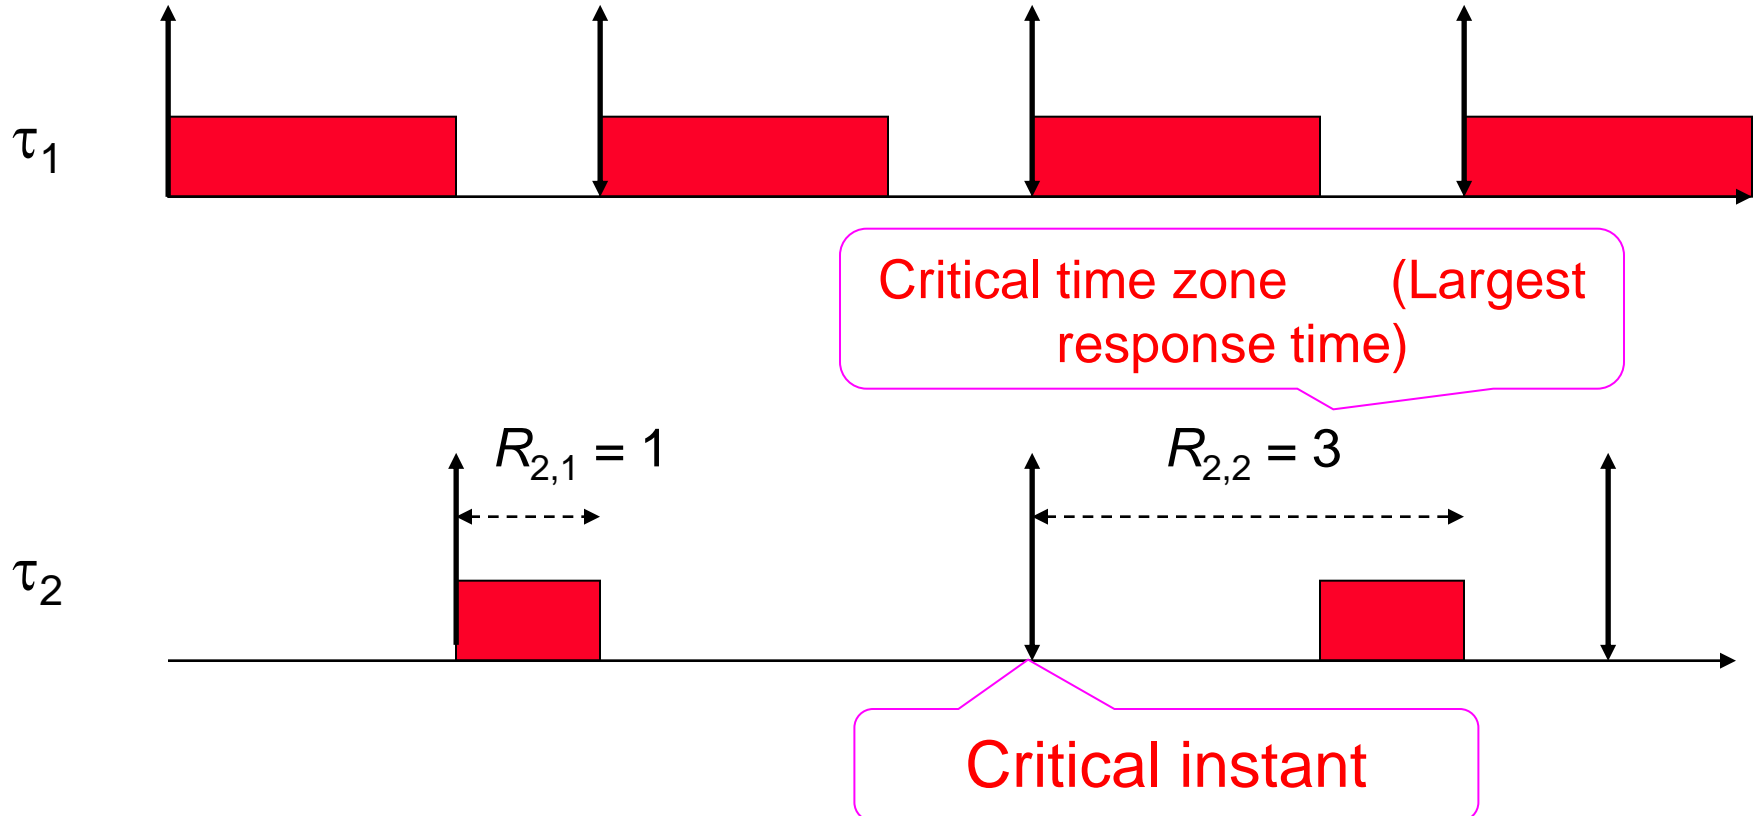 τ1
Critical time zone (Largest
response time)
R2,1 = 1
R2,2 = 3
τ2
Critical instant